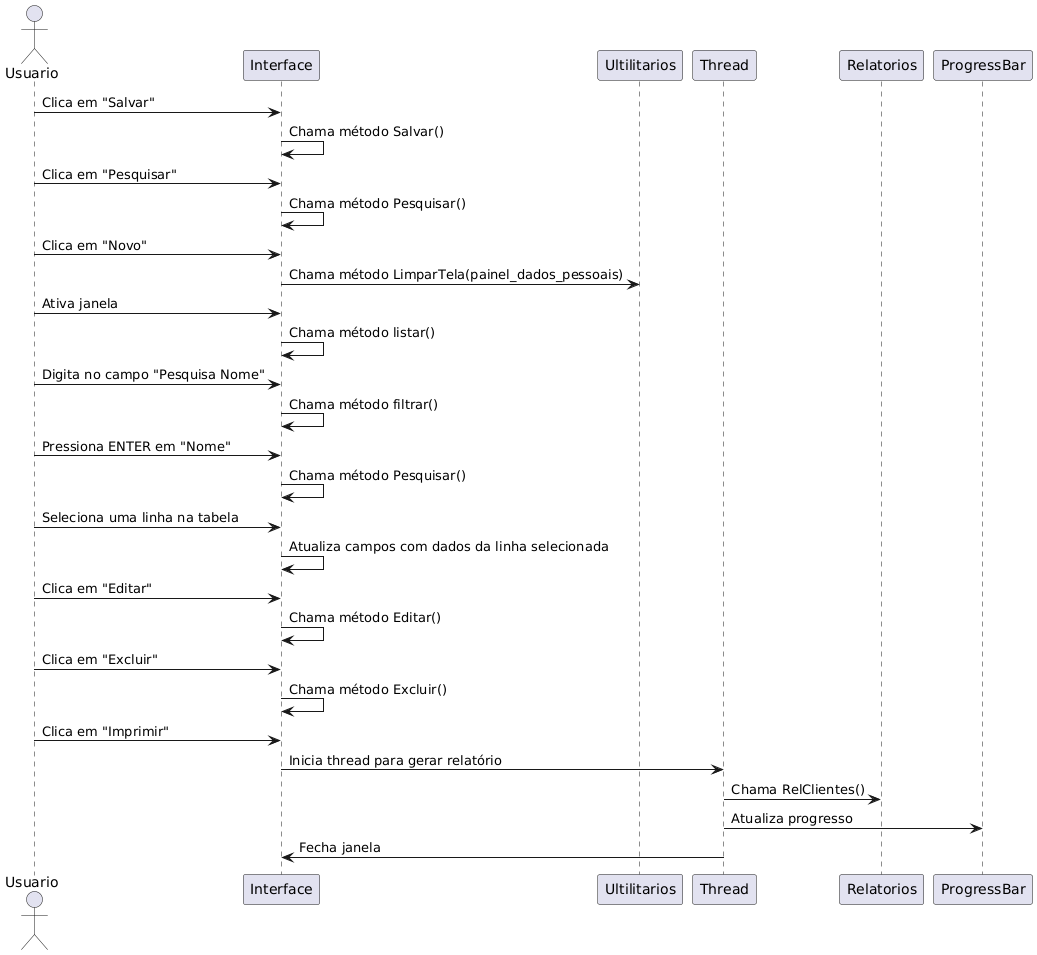 Usuario
Interface
Ultilitarios
Thread
Relatorios
ProgressBar
Clica em "Salvar"
Chama método Salvar()
Clica em "Pesquisar"
Chama método Pesquisar()
Clica em "Novo"
Chama método LimparTela(painel_dados_pessoais)
Ativa janela
Chama método listar()
Digita no campo "Pesquisa Nome"
Chama método filtrar()
Pressiona ENTER em "Nome"
Chama método Pesquisar()
Seleciona uma linha na tabela
Atualiza campos com dados da linha selecionada
Clica em "Editar"
Chama método Editar()
Clica em "Excluir"
Chama método Excluir()
Clica em "Imprimir"
Inicia thread para gerar relatório
Chama RelClientes()
Atualiza progresso
Fecha janela
Usuario
Interface
Ultilitarios
Thread
Relatorios
ProgressBar